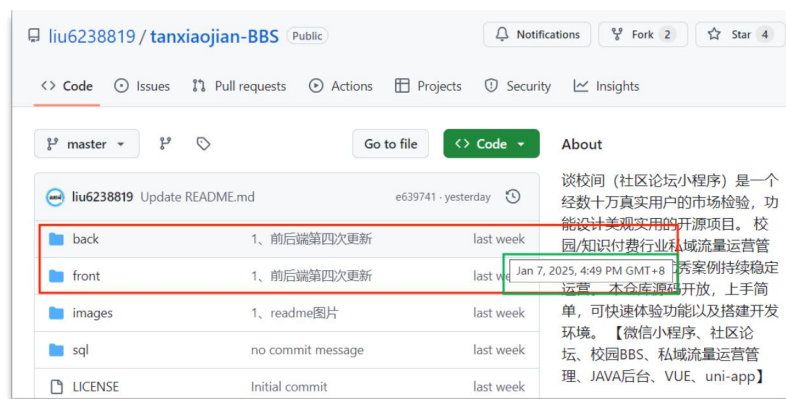 liu6238819 / tanxiaojian-BBS Public
Notifications Fork 2 Star 4
Code Issues Pull requests Actions Projects Security Insights
master Go to file Code
liu6238819 Update README.md e639741 · yesterday
back 1、前后端第四次更新 last week
front 1、前后端第四次更新 last
Jan 7, 2025, 4:49 PM GMT+8
images 1、readme图片 last week
sql no commit message last week
LICENSE Initial commit last week
About
谈校间（社区论坛小程序）是一个
经数十万真实用户的市场检验，功
能设计美观实用的开源项目。 校
园/知识付费行业私域流量运营管
秀案例持续稳定
运营。 本仓库源码开放，上手简
单，可快速体验功能以及搭建开发
环境。 【微信小程序、社区论
坛、校园BBS、私域流量运营管
理、JAVA后台、VUE、uni-app】